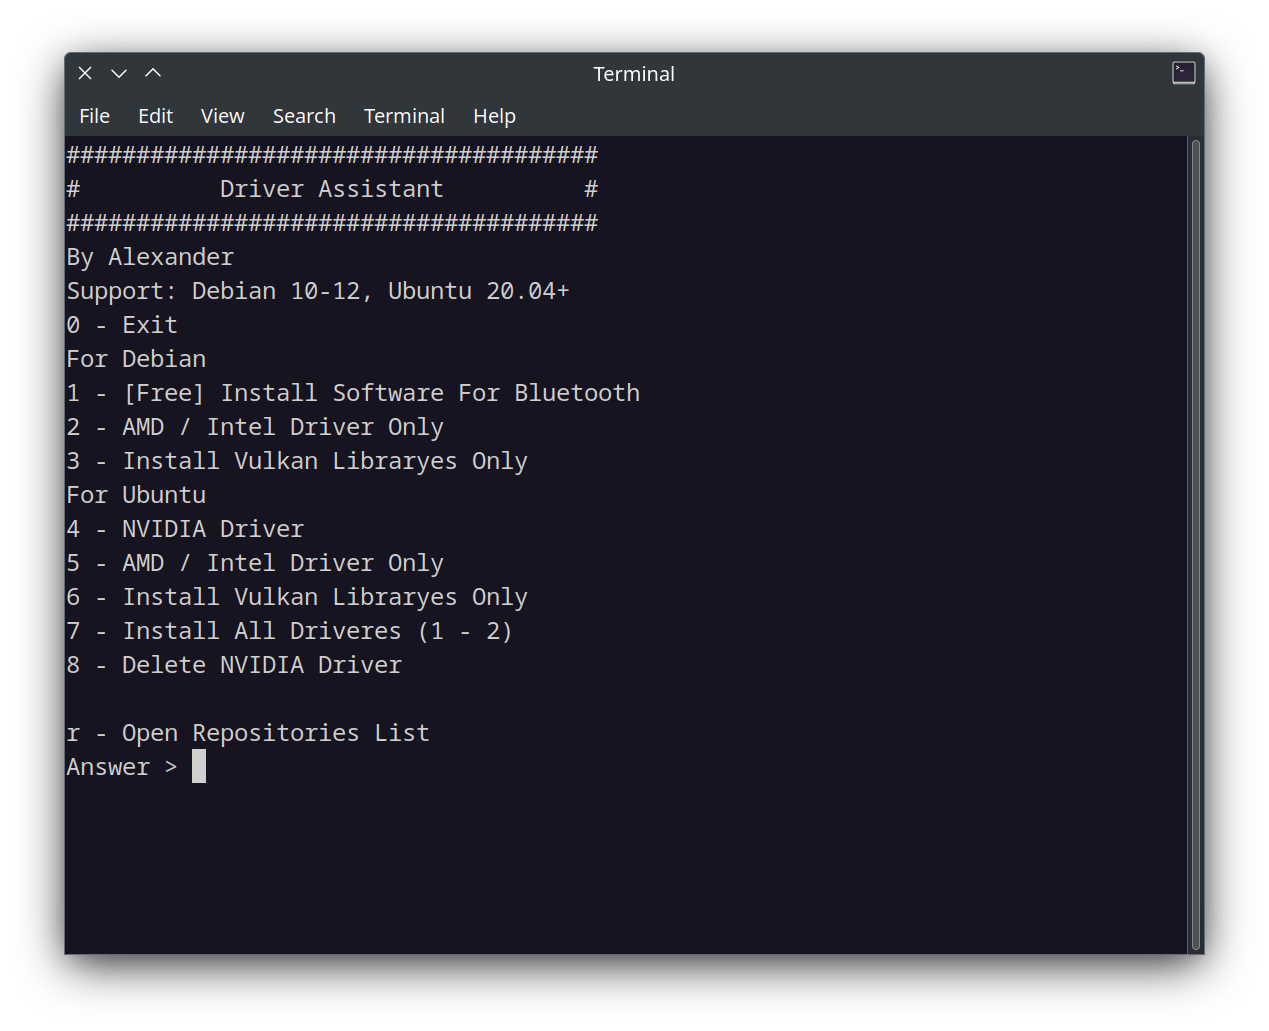 Terminal
File Edit View Search Terminal Help
######################################
#          Driver Assistant          #
######################################
By Alexander
Support: Debian 10-12, Ubuntu 20.04+
0 - Exit
For Debian
1 - [Free] Install Software For Bluetooth
2 - AMD / Intel Driver Only
3 - Install Vulkan Libraryes Only
For Ubuntu
4 - NVIDIA Driver
5 - AMD / Intel Driver Only
6 - Install Vulkan Libraryes Only
7 - Install All Driveres (1 - 2)
8 - Delete NVIDIA Driver
r - Open Repositories List
Answer >